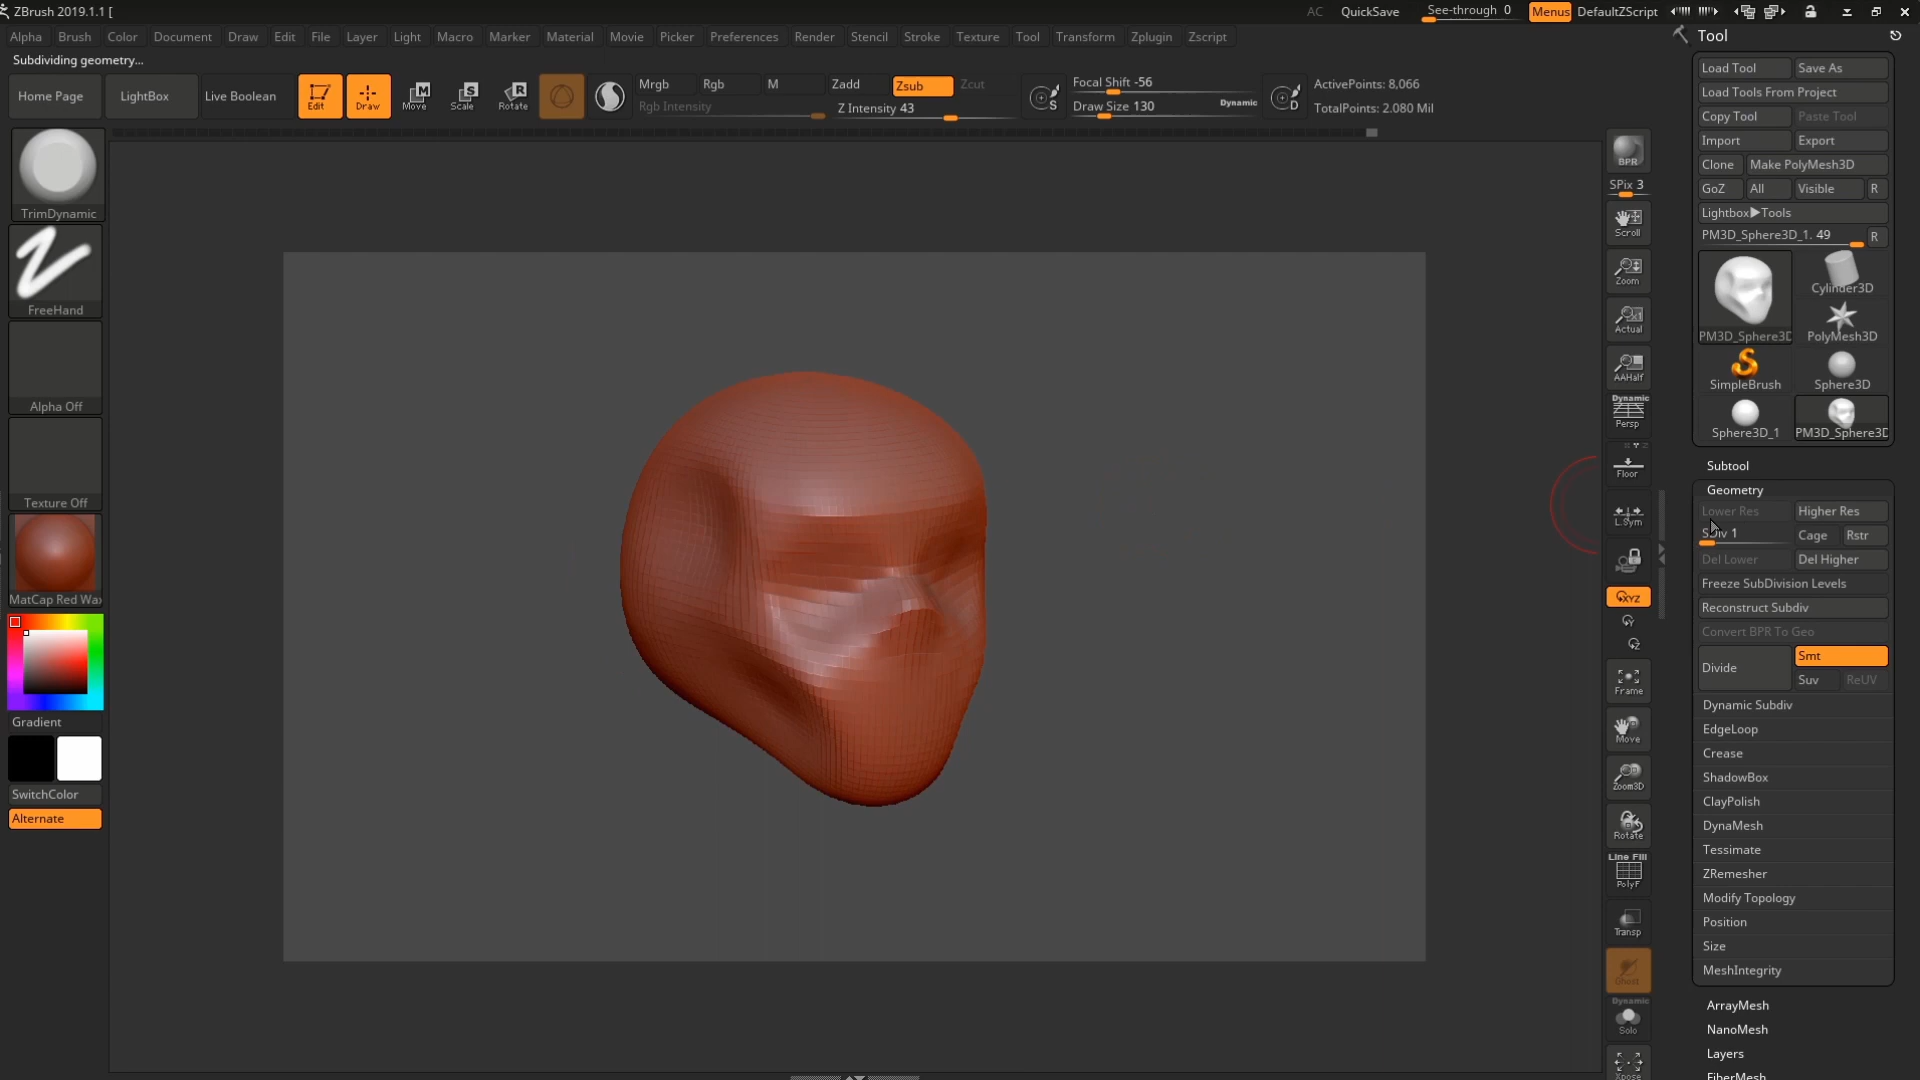 ZBrush 2019.1.1 [
AC QuickSave See-through 0 Menus DefaultZScript
Alpha Brush Color Document Draw Edit File Layer Light Macro Marker Material Movie Picker Preferences Render Stencil Stroke Texture Tool Transform Zplugin Zscript
Subdividing geometry...
Home Page LightBox Live Boolean Edit Draw Move Scale Rotate
Mrgb Rgb M Zadd Zsub Zcut
Rgb Intensity Z Intensity 43
Focal Shift -56
Draw Size 130 Dynamic
ActivePoints: 8,066
TotalPoints: 2.080 Mil
TrimDynamic
FreeHand
Alpha Off
Texture Off
MatCap Red Wax
Gradient
SwitchColor
Alternate
BPR
SPix 3
Scroll
Zoom
Actual
AAHalf
Dynamic
Persp
Floor
L.Sym
XYZ
Frame
Move
Zoom3D
Rotate
Line Fill
PolyF
Transp
Ghost
Dynamic
Solo
Xpose
Tool
Load Tool Save As
Load Tools From Project
Copy Tool Paste Tool
Import Export
Clone Make PolyMesh3D
GoZ All Visible R
Lightbox▶Tools
PM3D_Sphere3D_1. 49 R
PM3D_Sphere3D Cylinder3D
PolyMesh3D
SimpleBrush Sphere3D
Sphere3D_1 PM3D_Sphere3D
Subtool
Geometry
Lower Res Higher Res
SDiv 1 Cage Rstr
Del Lower Del Higher
Freeze SubDivision Levels
Reconstruct Subdiv
Convert BPR To Geo
Divide Smt
Suv ReUV
Dynamic Subdiv
EdgeLoop
Crease
ShadowBox
ClayPolish
DynaMesh
Tessimate
ZRemesher
Modify Topology
Position
Size
MeshIntegrity
ArrayMesh
NanoMesh
Layers
FiberMesh